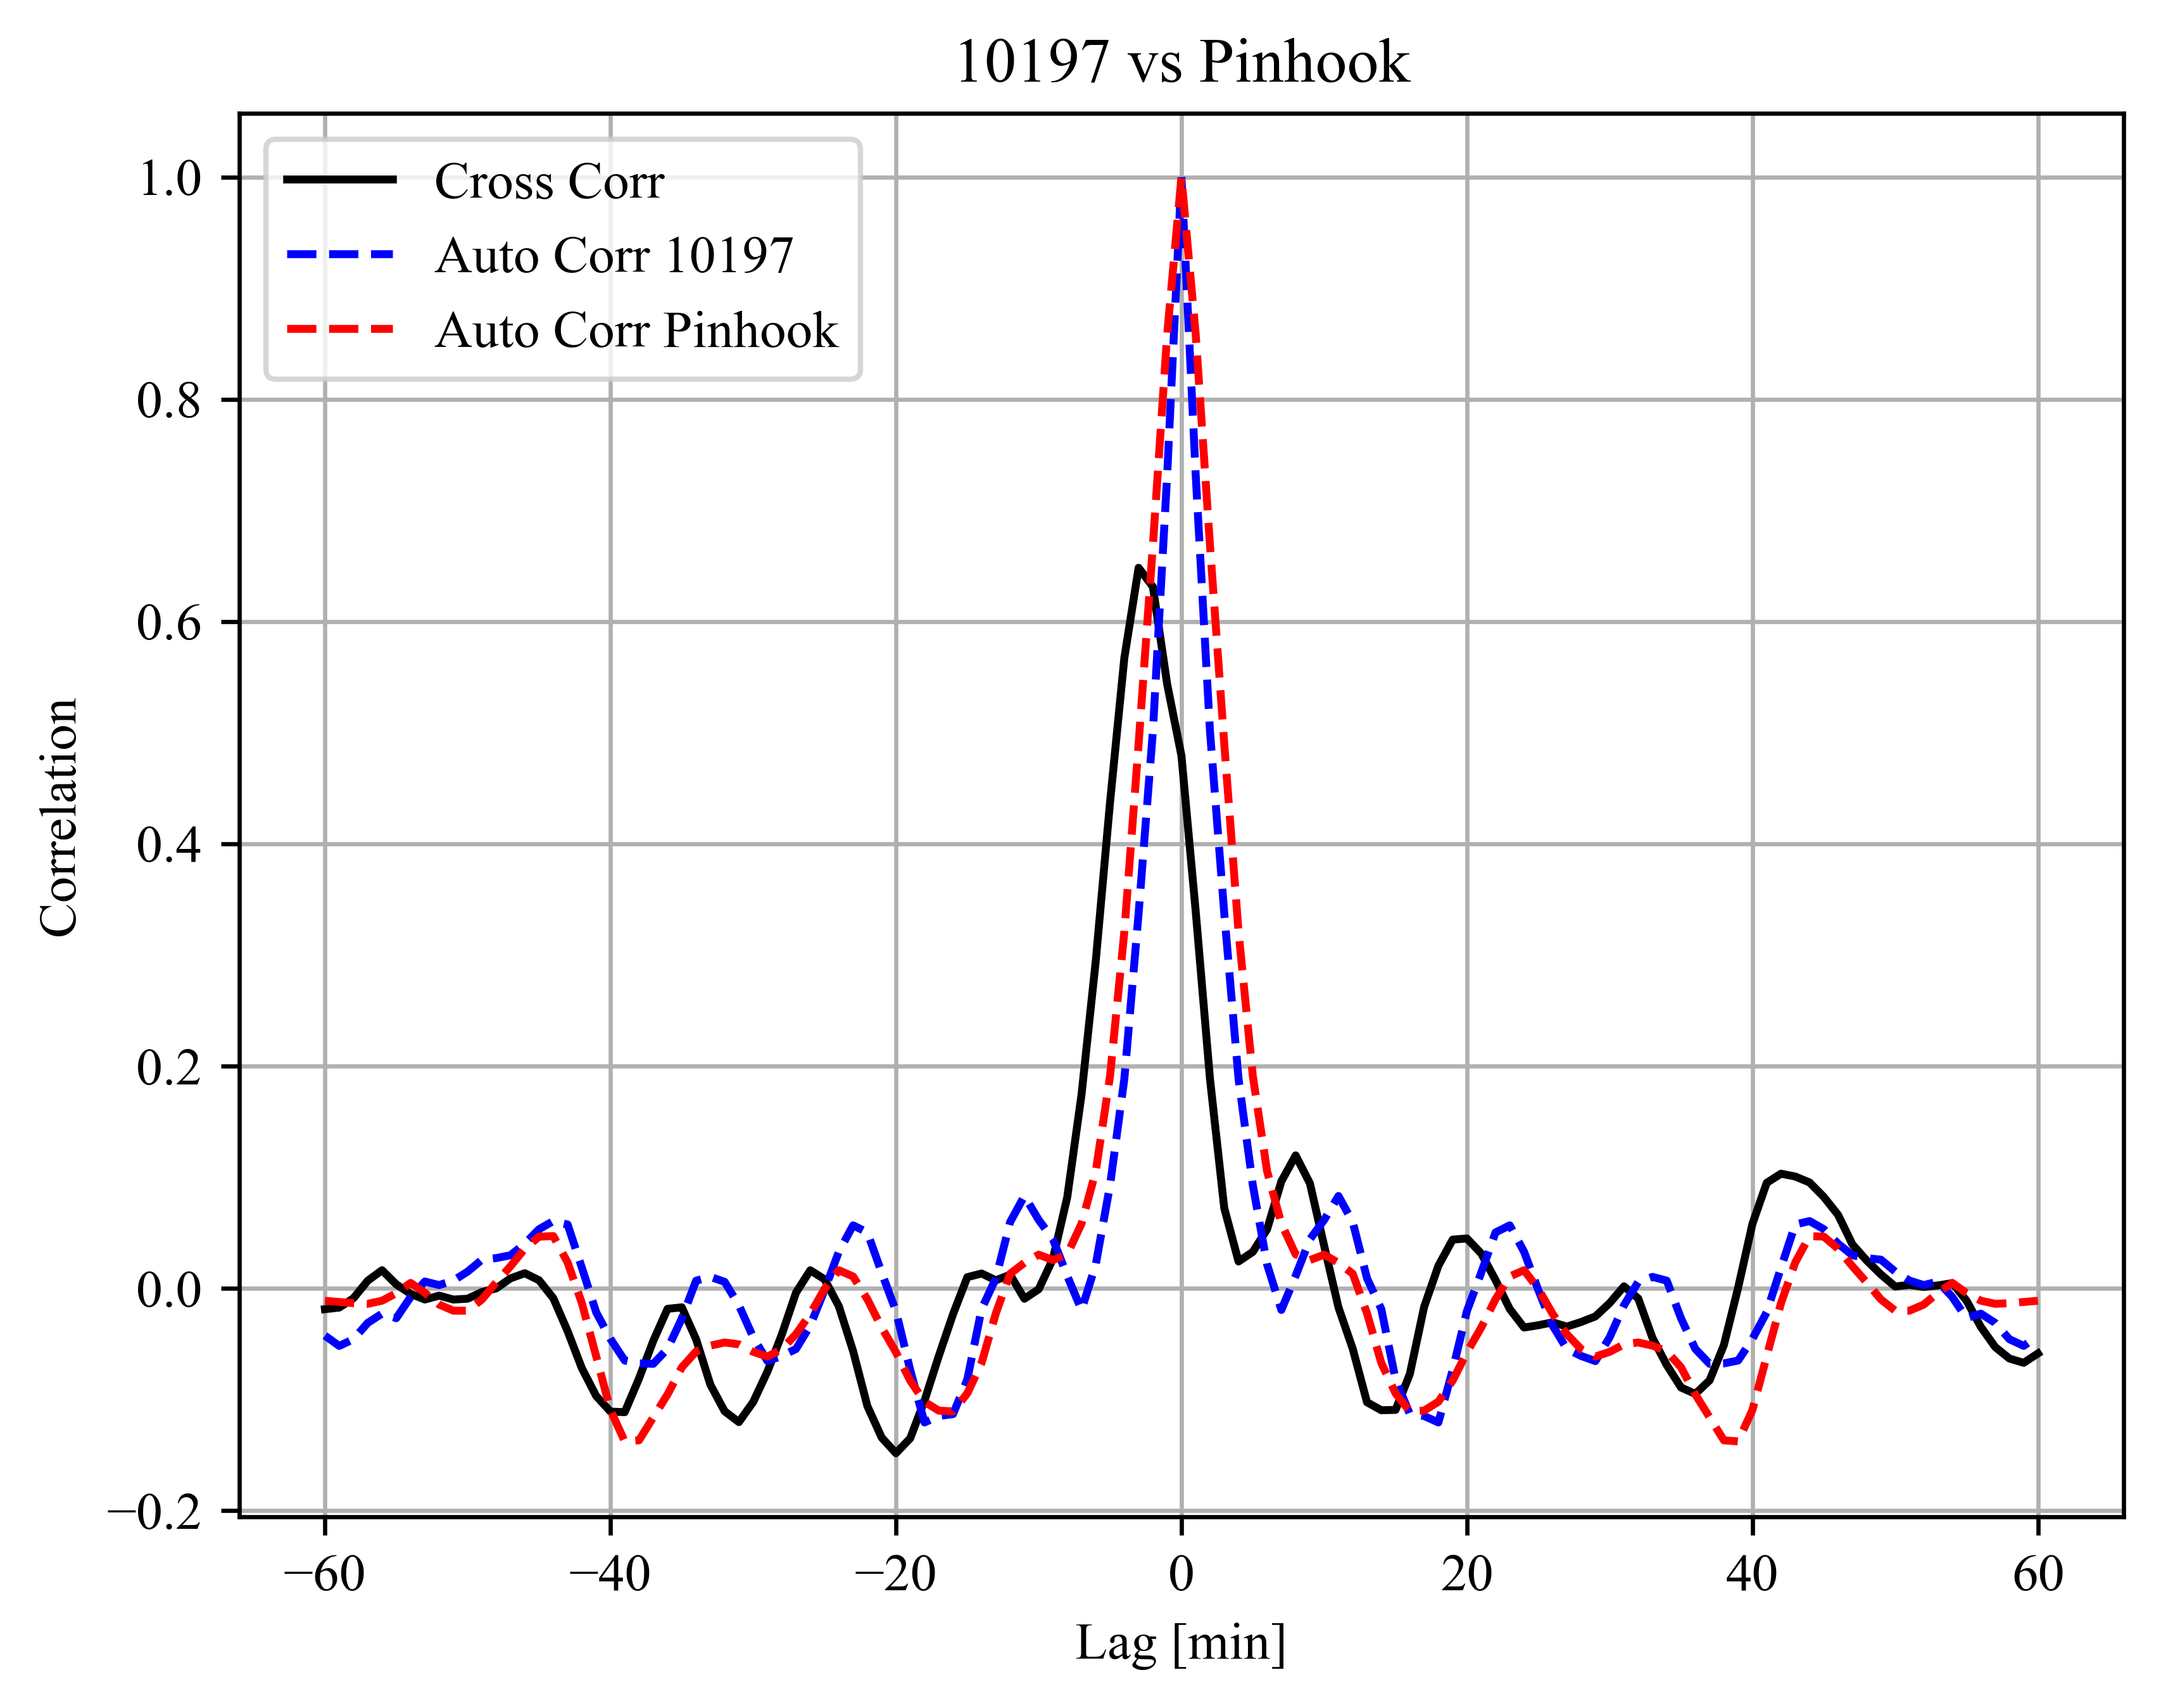 10197 vs Pinhook
Cross Corr
Auto Corr 10197
Auto Corr Pinhook
1.0
0.8
0.6
0.4
0.2
0.0
−0.2
Correlation
−60 −40 −20 0 20 40 60
Lag [min]